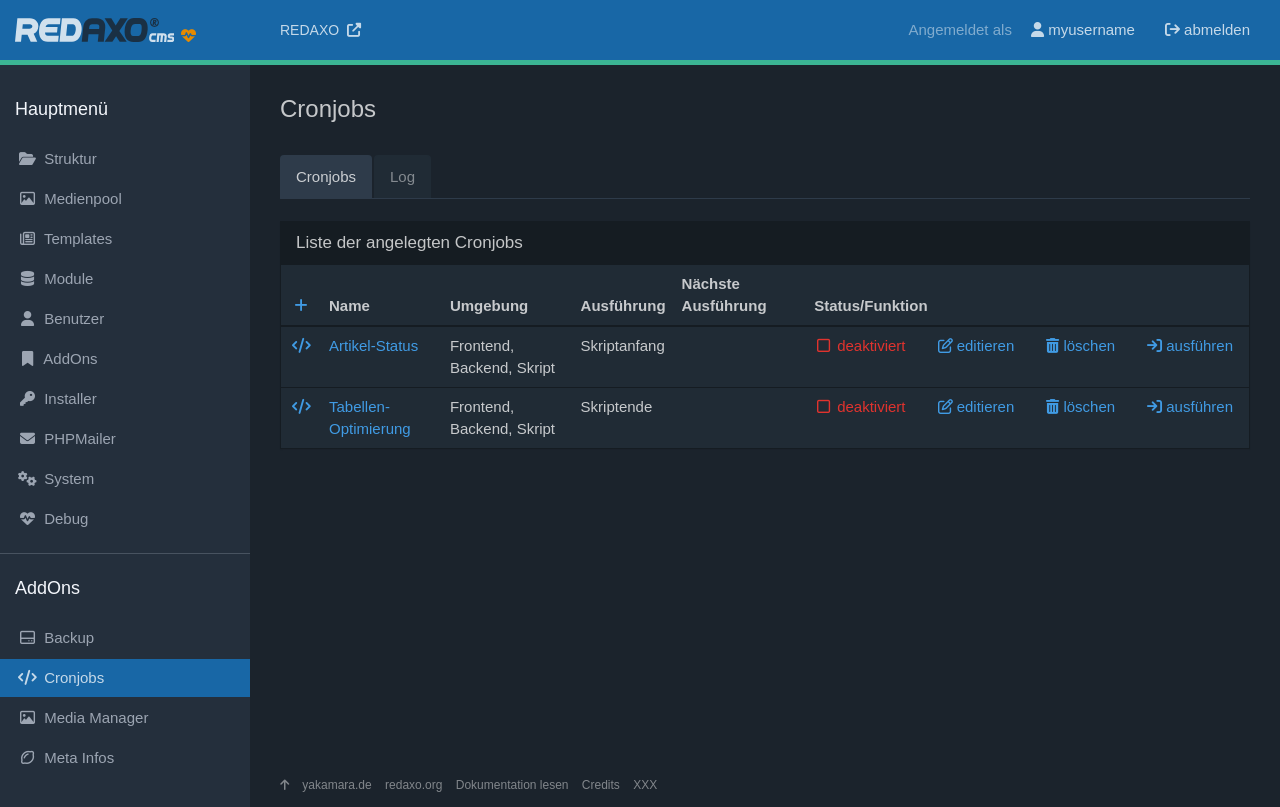 REDAXO® cms
REDAXO
Angemeldet als myusername abmelden
Hauptmenü
Struktur
Medienpool
Templates
Module
Benutzer
AddOns
Installer
PHPMailer
System
Debug
AddOns
Backup
Cronjobs
Media Manager
Meta Infos
Cronjobs
Cronjobs Log
Liste der angelegten Cronjobs
Name Umgebung Ausführung Nächste Ausführung Status/Funktion
Artikel-Status Frontend, Backend, Skript Skriptanfang deaktiviert editieren löschen ausführen
Tabellen-Optimierung Frontend, Backend, Skript Skriptende deaktiviert editieren löschen ausführen
yakamara.de redaxo.org Dokumentation lesen Credits XXX